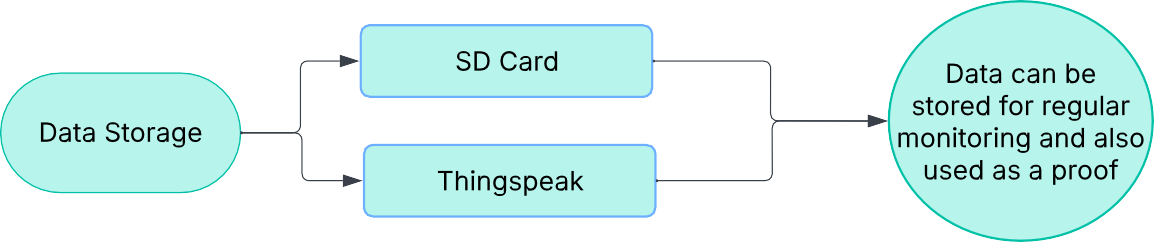 Data Storage
SD Card
Thingspeak
Data can be
stored for regular
monitoring and also
used as a proof